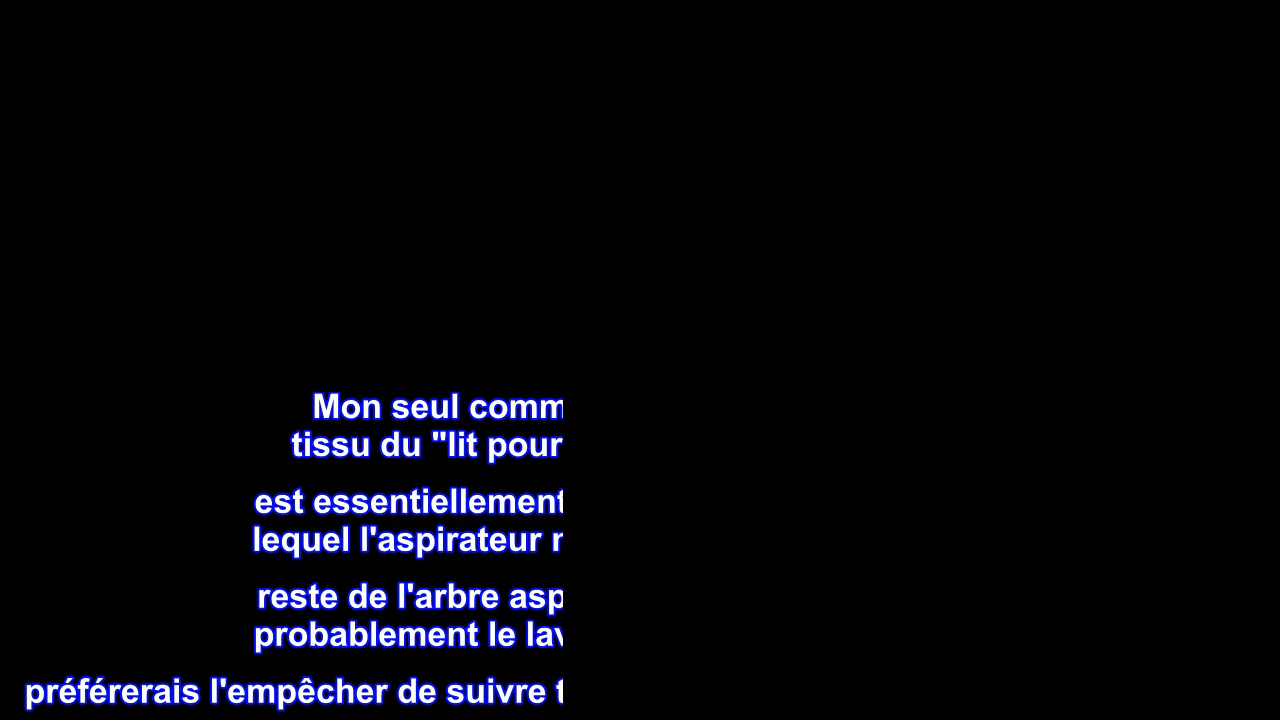 Mon seul comm
tissu du "lit pour
est essentiellement
lequel l'aspirateur
reste de l'arbre asp
probablement le lav
préférerais l'empêcher de suivre